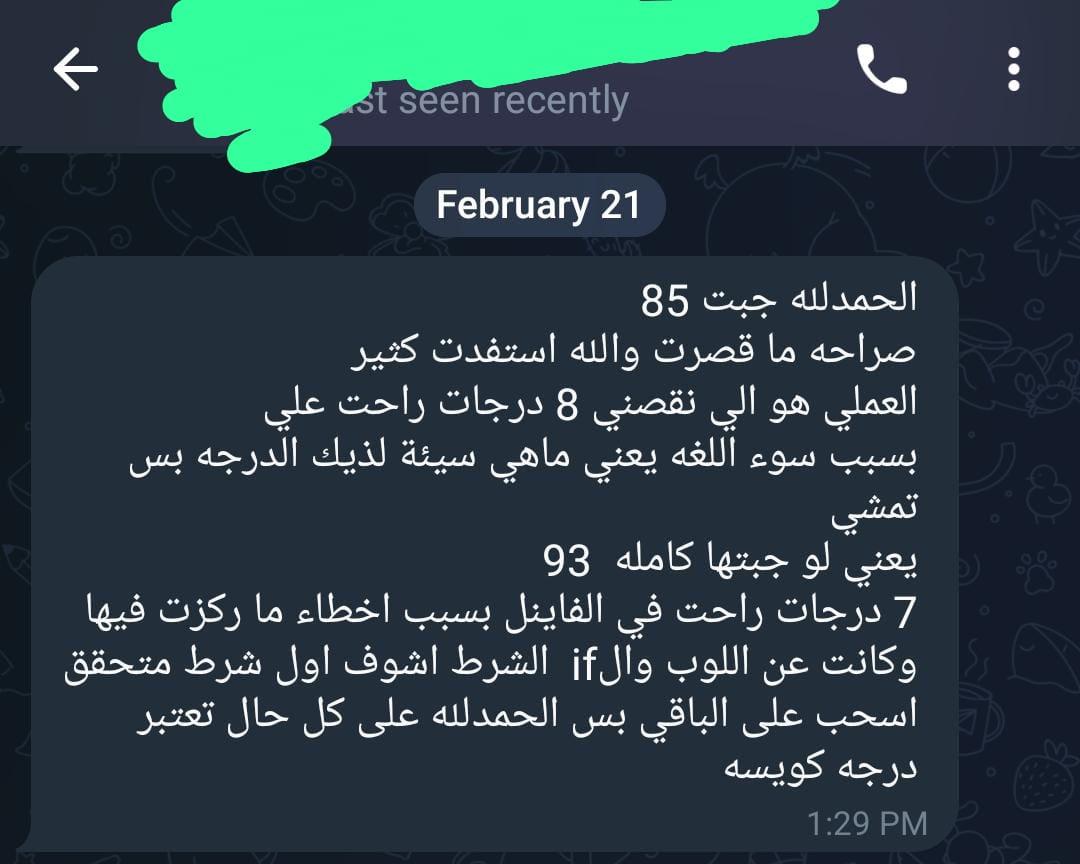 last seen recently
February 21
الحمدلله جبت 85
صراحه ما قصرت والله استفدت كثير
العملي هو الي نقصني 8 درجات راحت علي
بسبب سوء اللغه يعني ماهي سيئة لذيك الدرجه بس
تمشي
يعني لو جبتها كامله 93
7 درجات راحت في الفاينل بسبب اخطاء ما ركزت فيها
وكانت عن اللوب والif الشرط اشوف اول شرط متحقق
اسحب على الباقي بس الحمدلله على كل حال تعتبر
درجه كويسه
1:29 PM